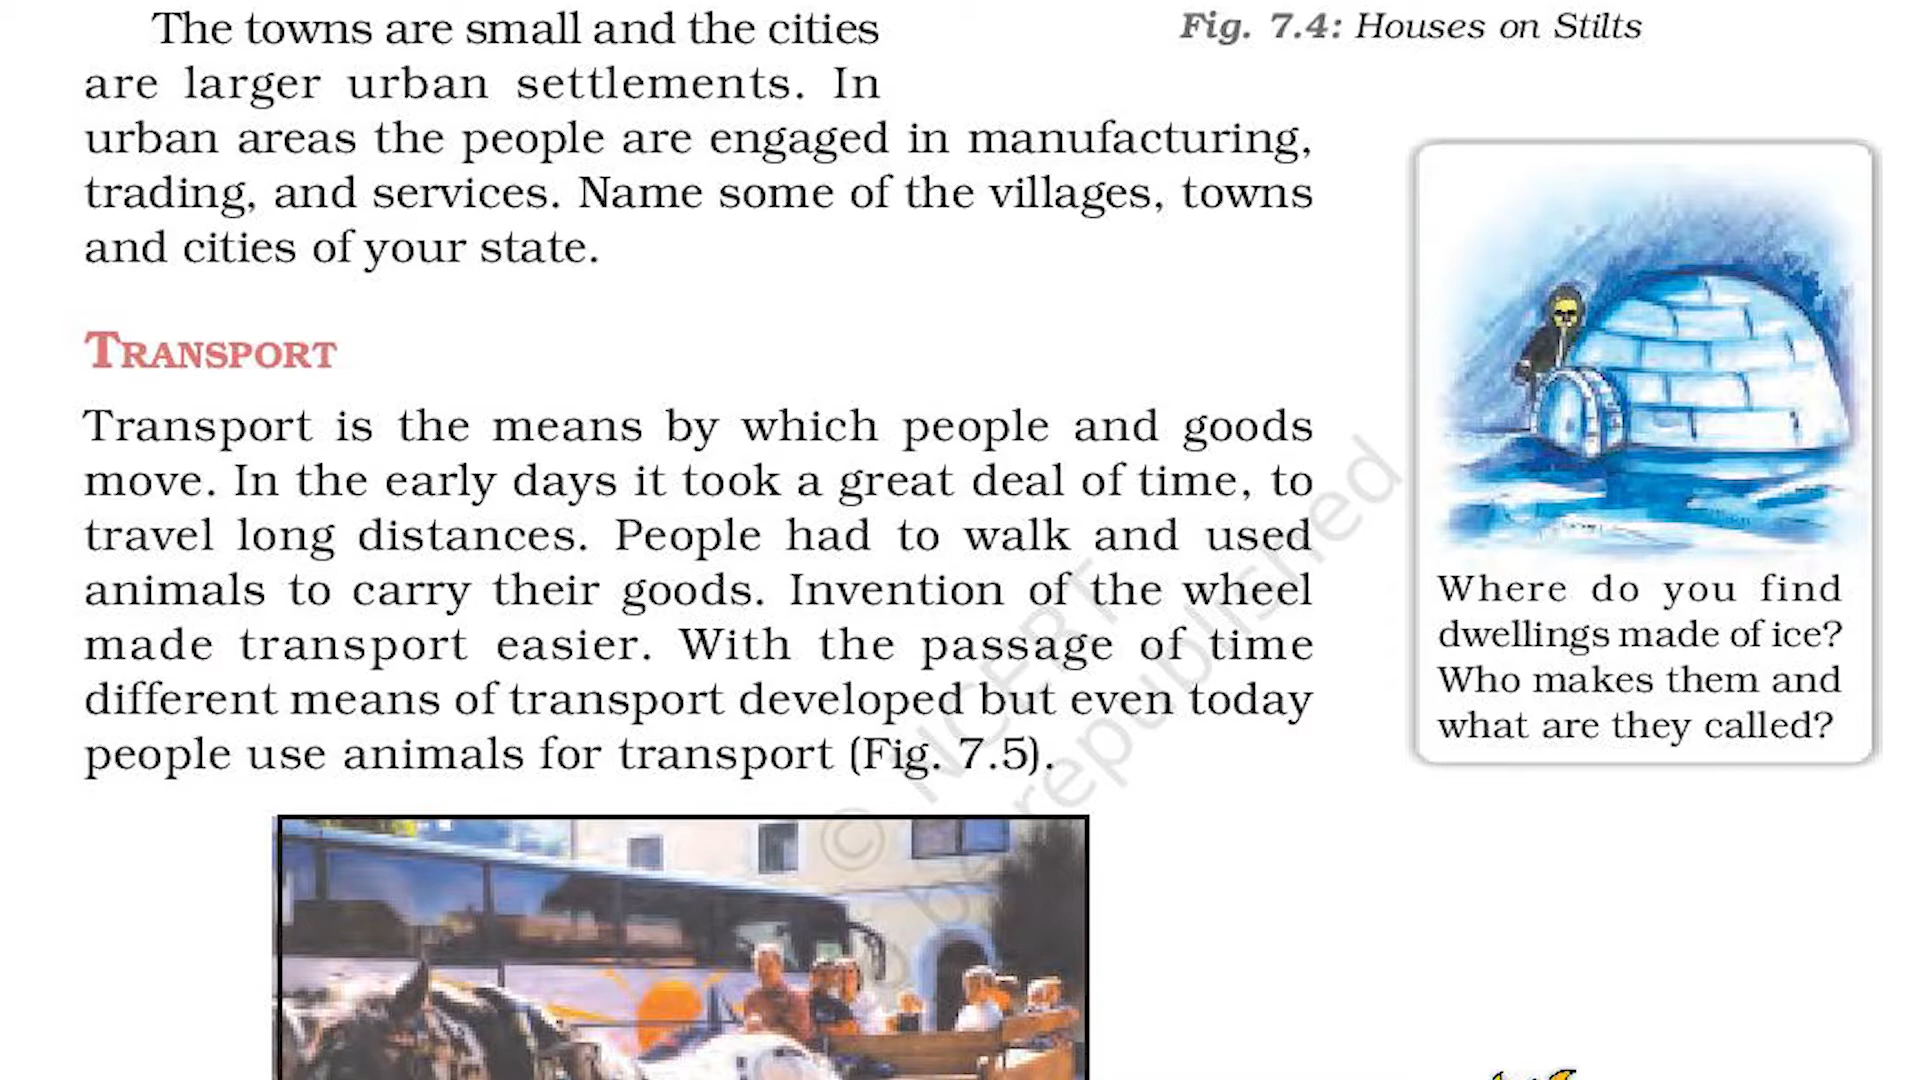 The towns are small and the cities
are larger urban settlements. In
urban areas the people are engaged in manufacturing,
trading, and services. Name some of the villages, towns
and cities of your state.
Fig. 7.4: Houses on Stilts
TRANSPORT
Transport is the means by which people and goods
move. In the early days it took a great deal of time, to
travel long distances. People had to walk and used
animals to carry their goods. Invention of the wheel
made transport easier. With the passage of time
different means of transport developed but even today
people use animals for transport (Fig. 7.5).
Where do you find
dwellings made of ice?
Who makes them and
what are they called?
© NCERT
be republished